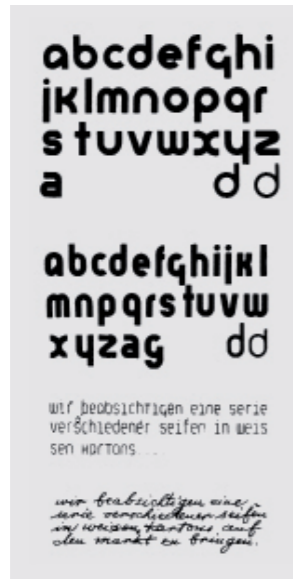 abcdefghi
jklmnopqr
stuvwxyz
a d d
abcdefghijkl
mnpqrstuvw
xyzag dd
wir beabsichtigen eine serie
verschiedener seifen in weis
sen kartons....
wir beabsichtigen, eine
serie verschiedener seifen
in weissen kartons, auf
den markt zu bringen.